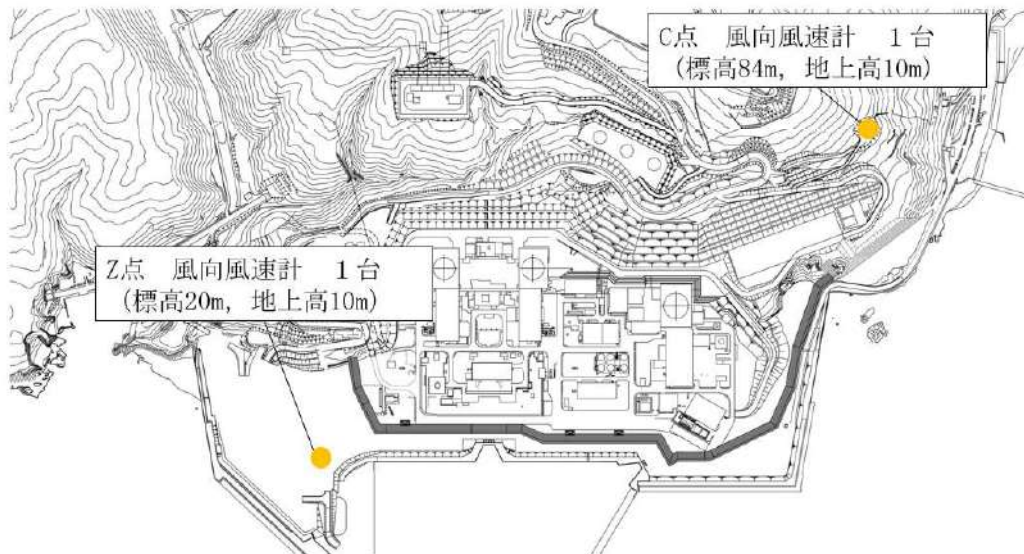 C点　風向風速計　１台
(標高84m, 地上高10m)
Z点　風向風速計　１台
(標高20m, 地上高10m)